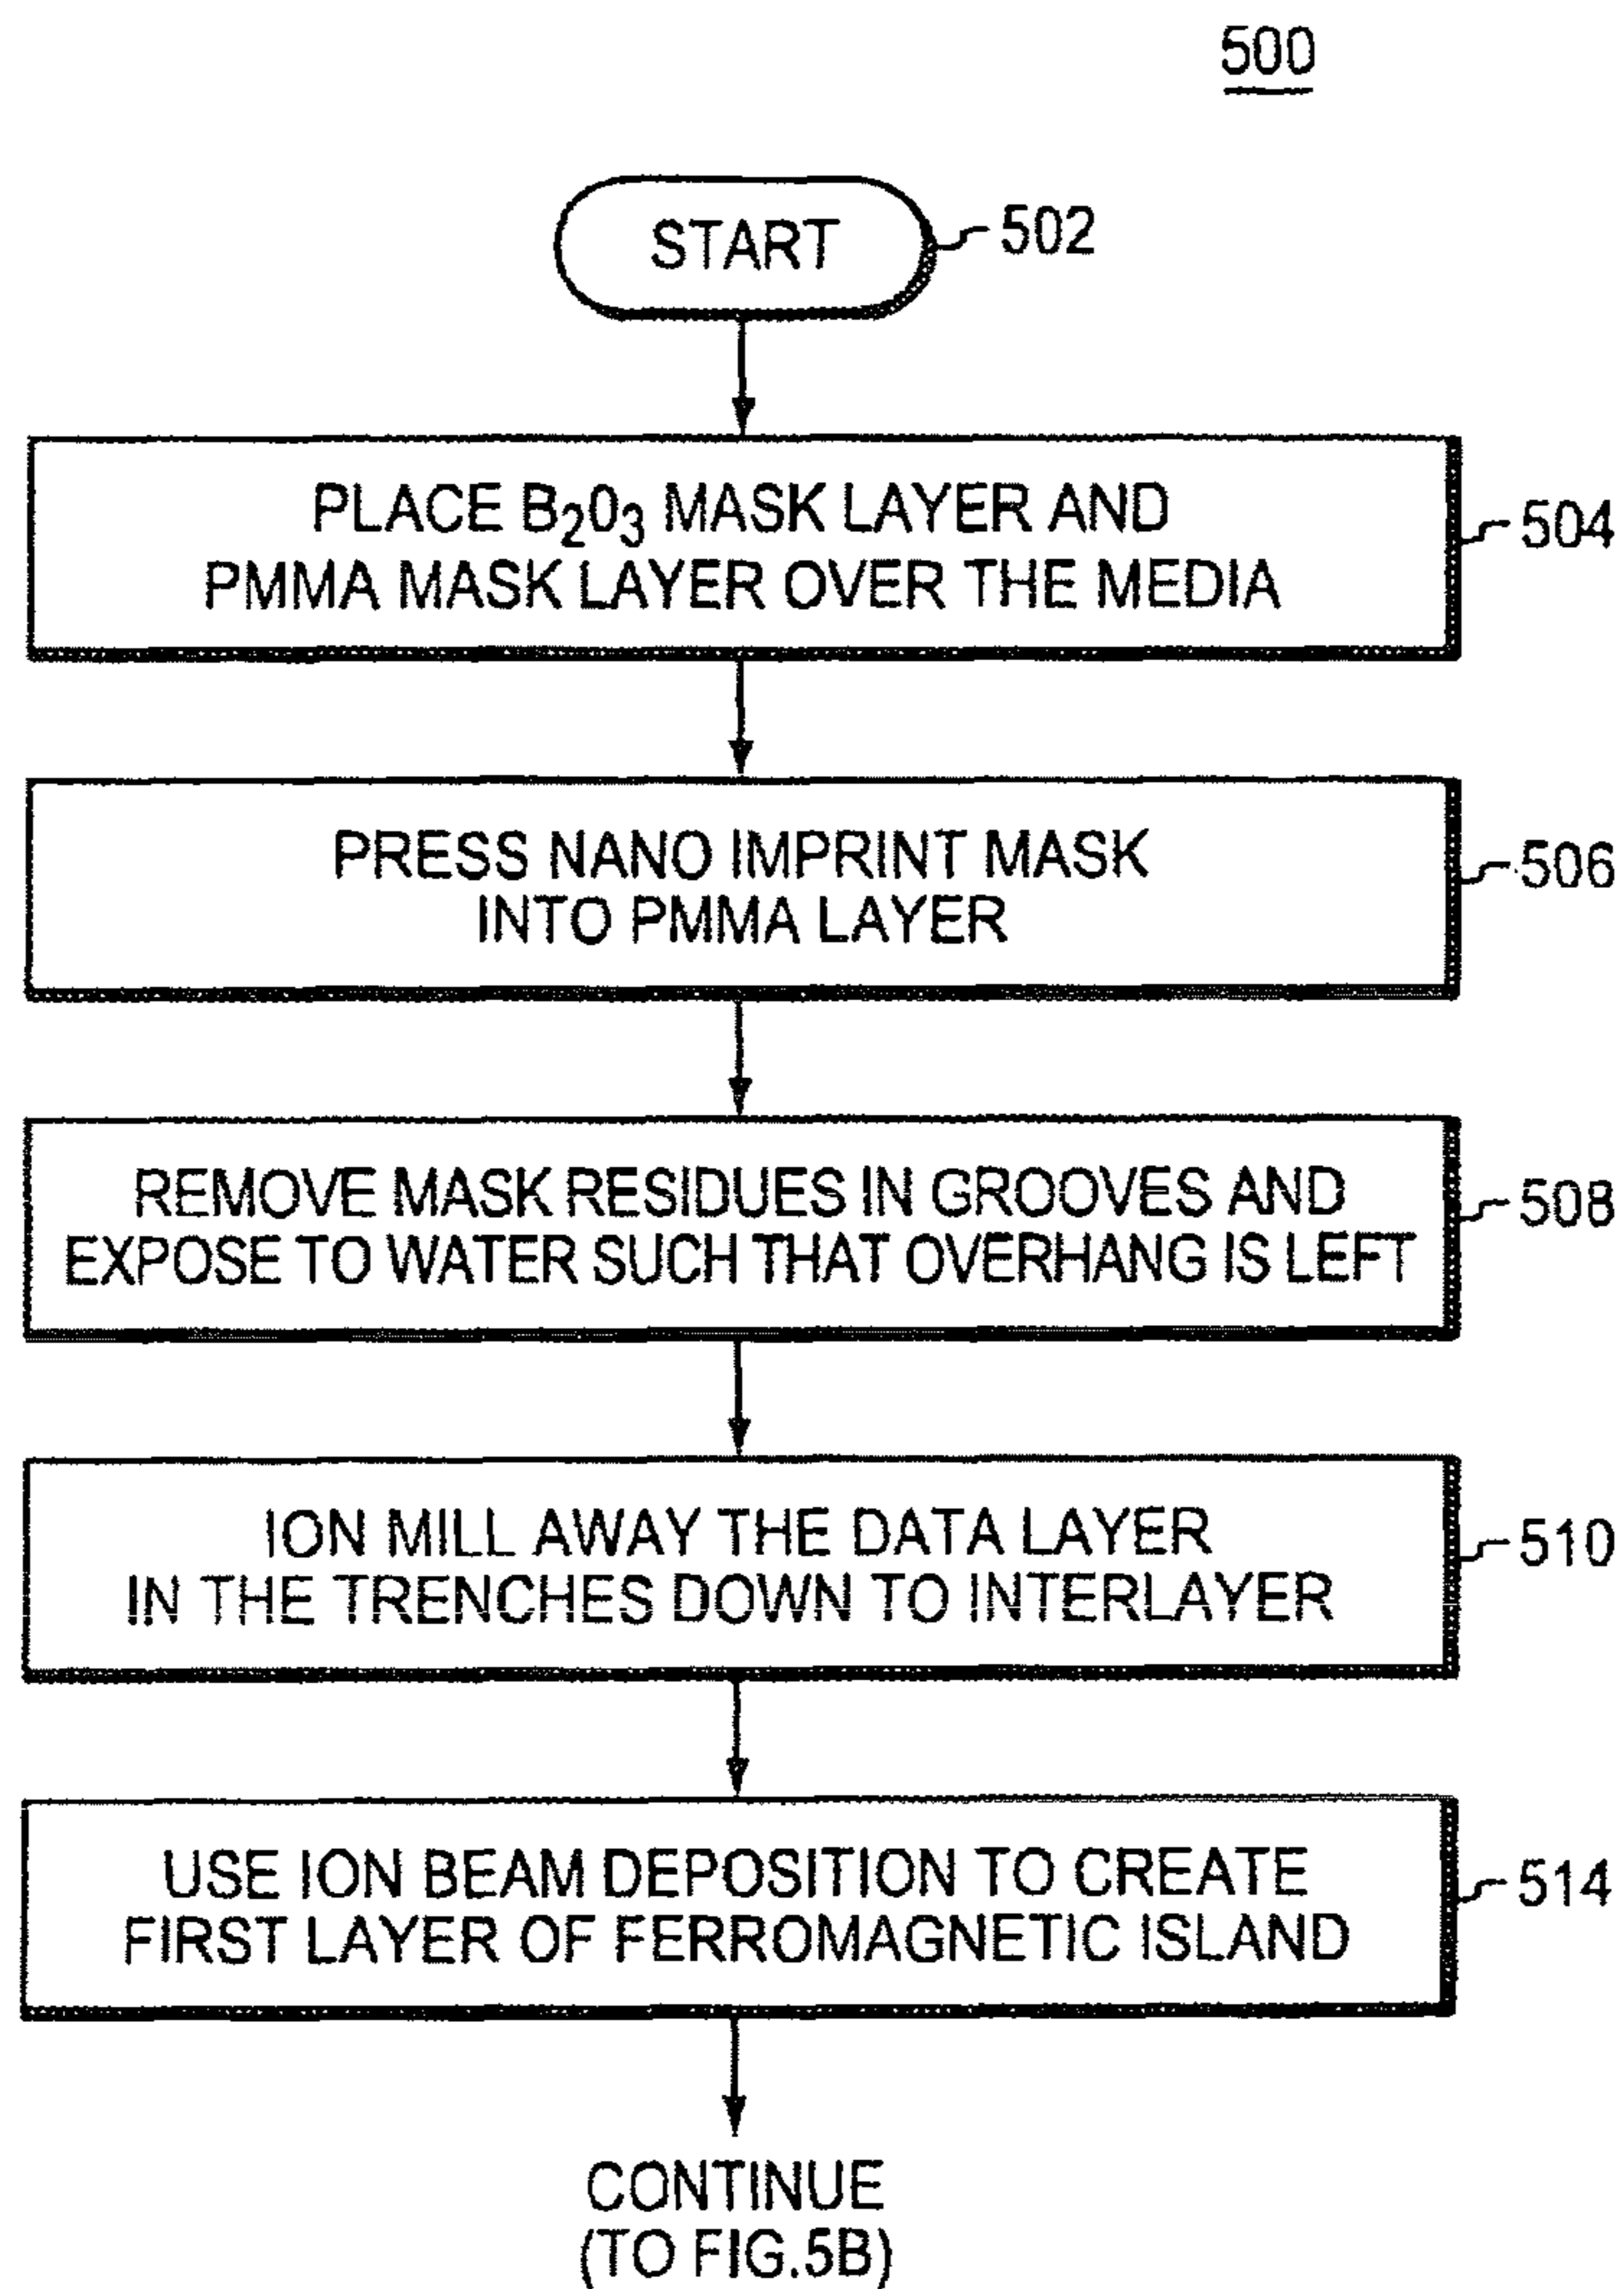 500
START
502
PLACE B₂O₃ MASK LAYER AND
PMMA MASK LAYER OVER THE MEDIA
504
PRESS NANO IMPRINT MASK
INTO PMMA LAYER
506
REMOVE MASK RESIDUES IN GROOVES AND
EXPOSE TO WATER SUCH THAT OVERHANG IS LEFT
508
ION MILL AWAY THE DATA LAYER
IN THE TRENCHES DOWN TO INTERLAYER
510
USE ION BEAM DEPOSITION TO CREATE
FIRST LAYER OF FERROMAGNETIC ISLAND
514
CONTINUE
(TO FIG.5B)